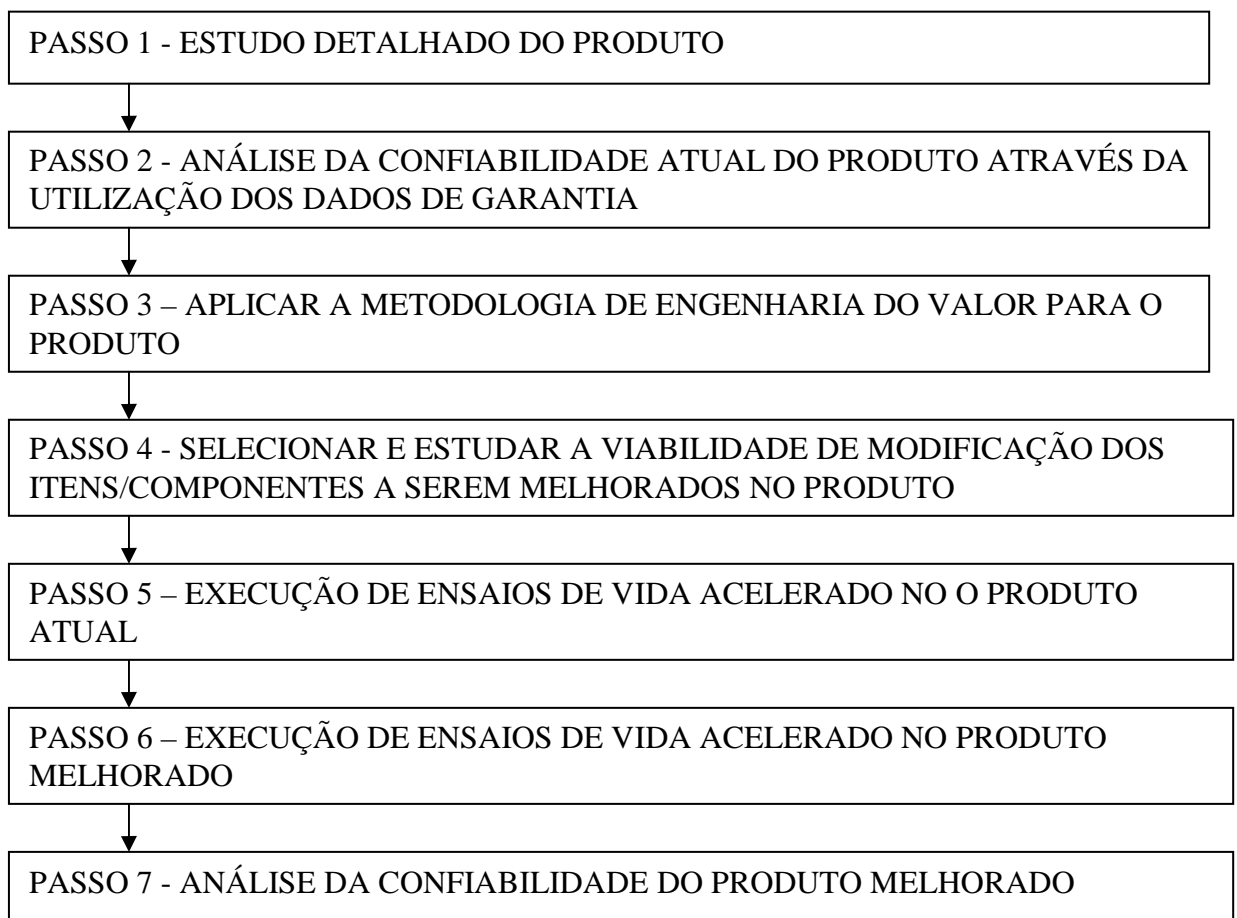 PASSO 1 - ESTUDO DETALHADO DO PRODUTO
PASSO 2 - ANÁLISE DA CONFIABILIDADE ATUAL DO PRODUTO ATRAVÉS DA
UTILIZAÇÃO DOS DADOS DE GARANTIA
PASSO 3 – APLICAR A METODOLOGIA DE ENGENHARIA DO VALOR PARA O
PRODUTO
PASSO 4 - SELECIONAR E ESTUDAR A VIABILIDADE DE MODIFICAÇÃO DOS
ITENS/COMPONENTES A SEREM MELHORADOS NO PRODUTO
PASSO 5 – EXECUÇÃO DE ENSAIOS DE VIDA ACELERADO NO O PRODUTO
ATUAL
PASSO 6 – EXECUÇÃO DE ENSAIOS DE VIDA ACELERADO NO PRODUTO
MELHORADO
PASSO 7 - ANÁLISE DA CONFIABILIDADE DO PRODUTO MELHORADO